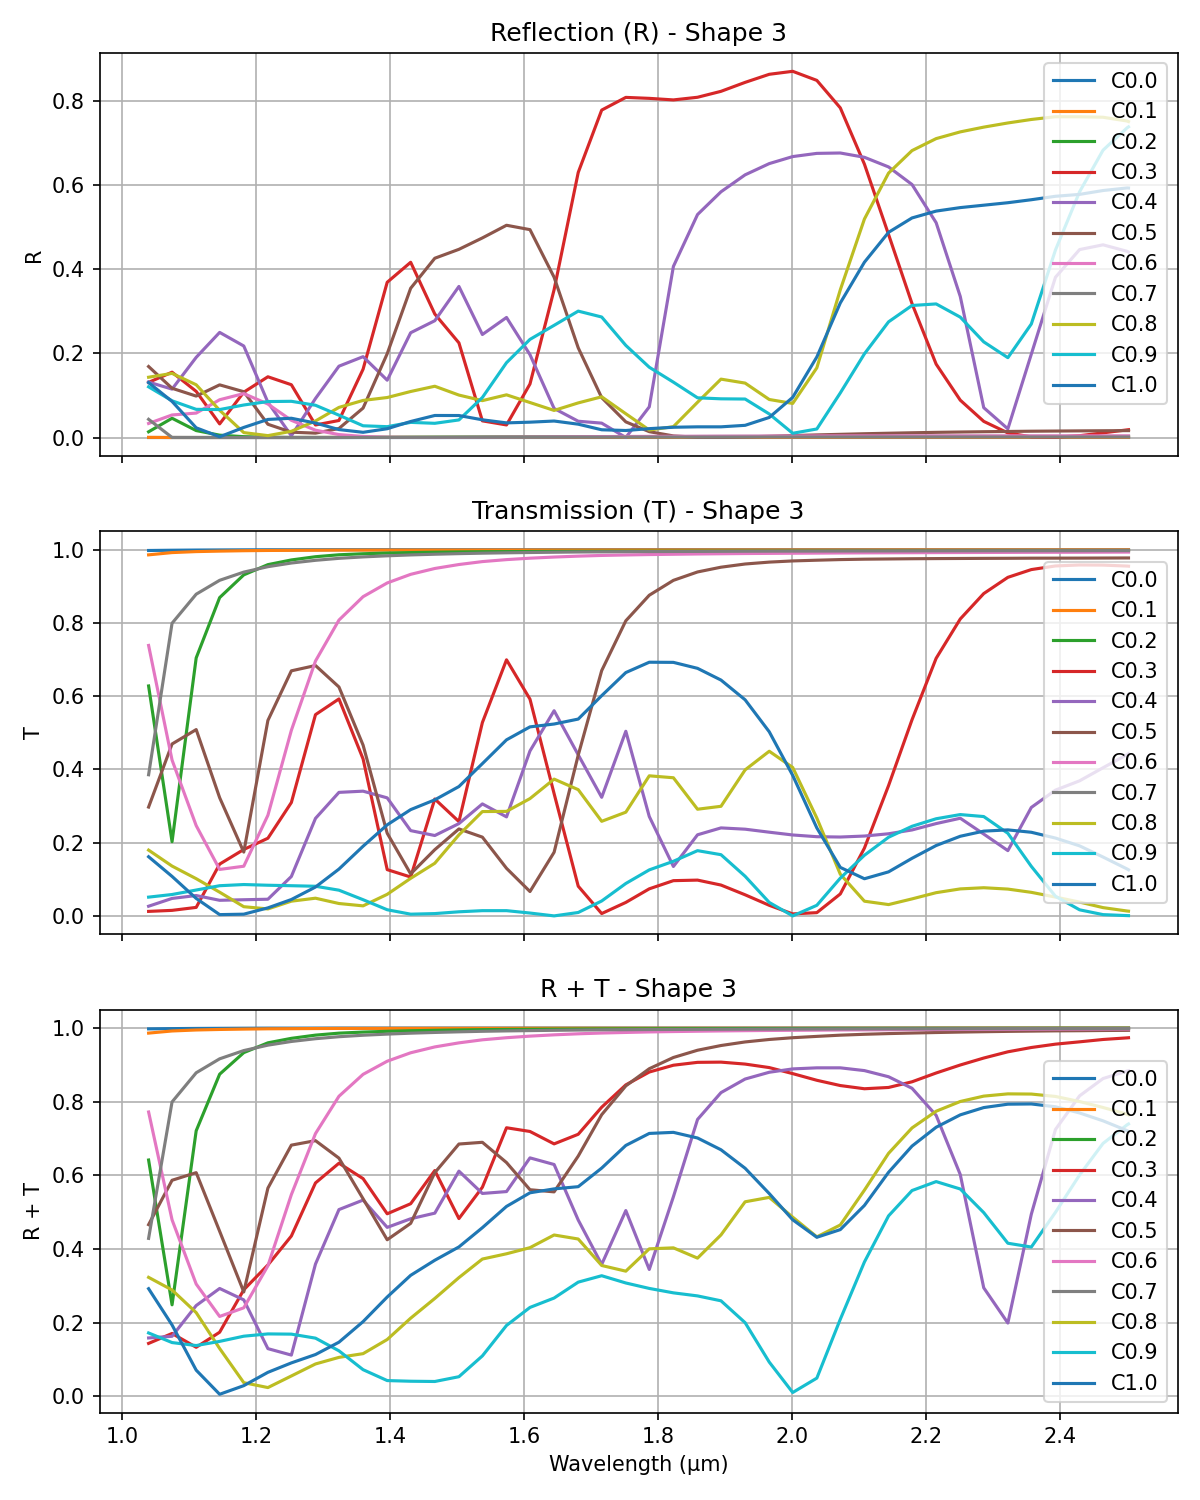 Reflection (R) - Shape 3
0.8
0.6
0.4
0.2
0.0
R
C0.0
C0.1
C0.2
C0.3
C0.4
C0.5
C0.6
C0.7
C0.8
C0.9
C1.0
Transmission (T) - Shape 3
1.0
0.8
0.6
0.4
0.2
0.0
T
C0.0
C0.1
C0.2
C0.3
C0.4
C0.5
C0.6
C0.7
C0.8
C0.9
C1.0
R + T - Shape 3
1.0
0.8
0.6
0.4
0.2
0.0
R + T
C0.0
C0.1
C0.2
C0.3
C0.4
C0.5
C0.6
C0.7
C0.8
C0.9
C1.0
1.0 1.2 1.4 1.6 1.8 2.0 2.2 2.4
Wavelength (μm)